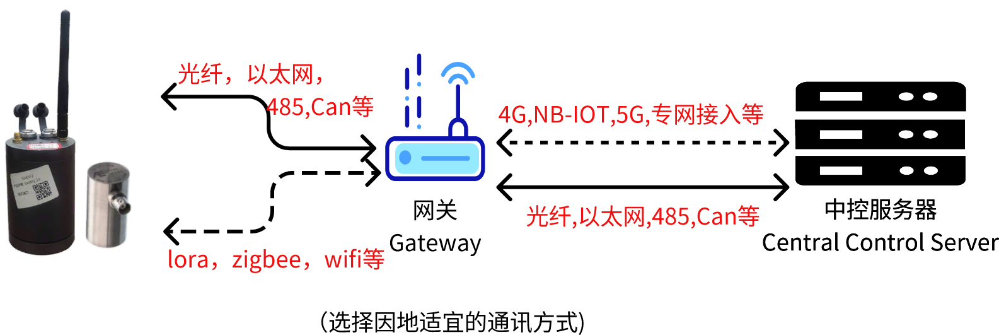 光纤，以太网，
485,Can等
4G,NB-IOT,5G,专网接入等
网关
Gateway
光纤,以太网,485,Can等
中控服务器
Central Control Server
lora，zigbee，wifi等
（选择因地适宜的通讯方式)